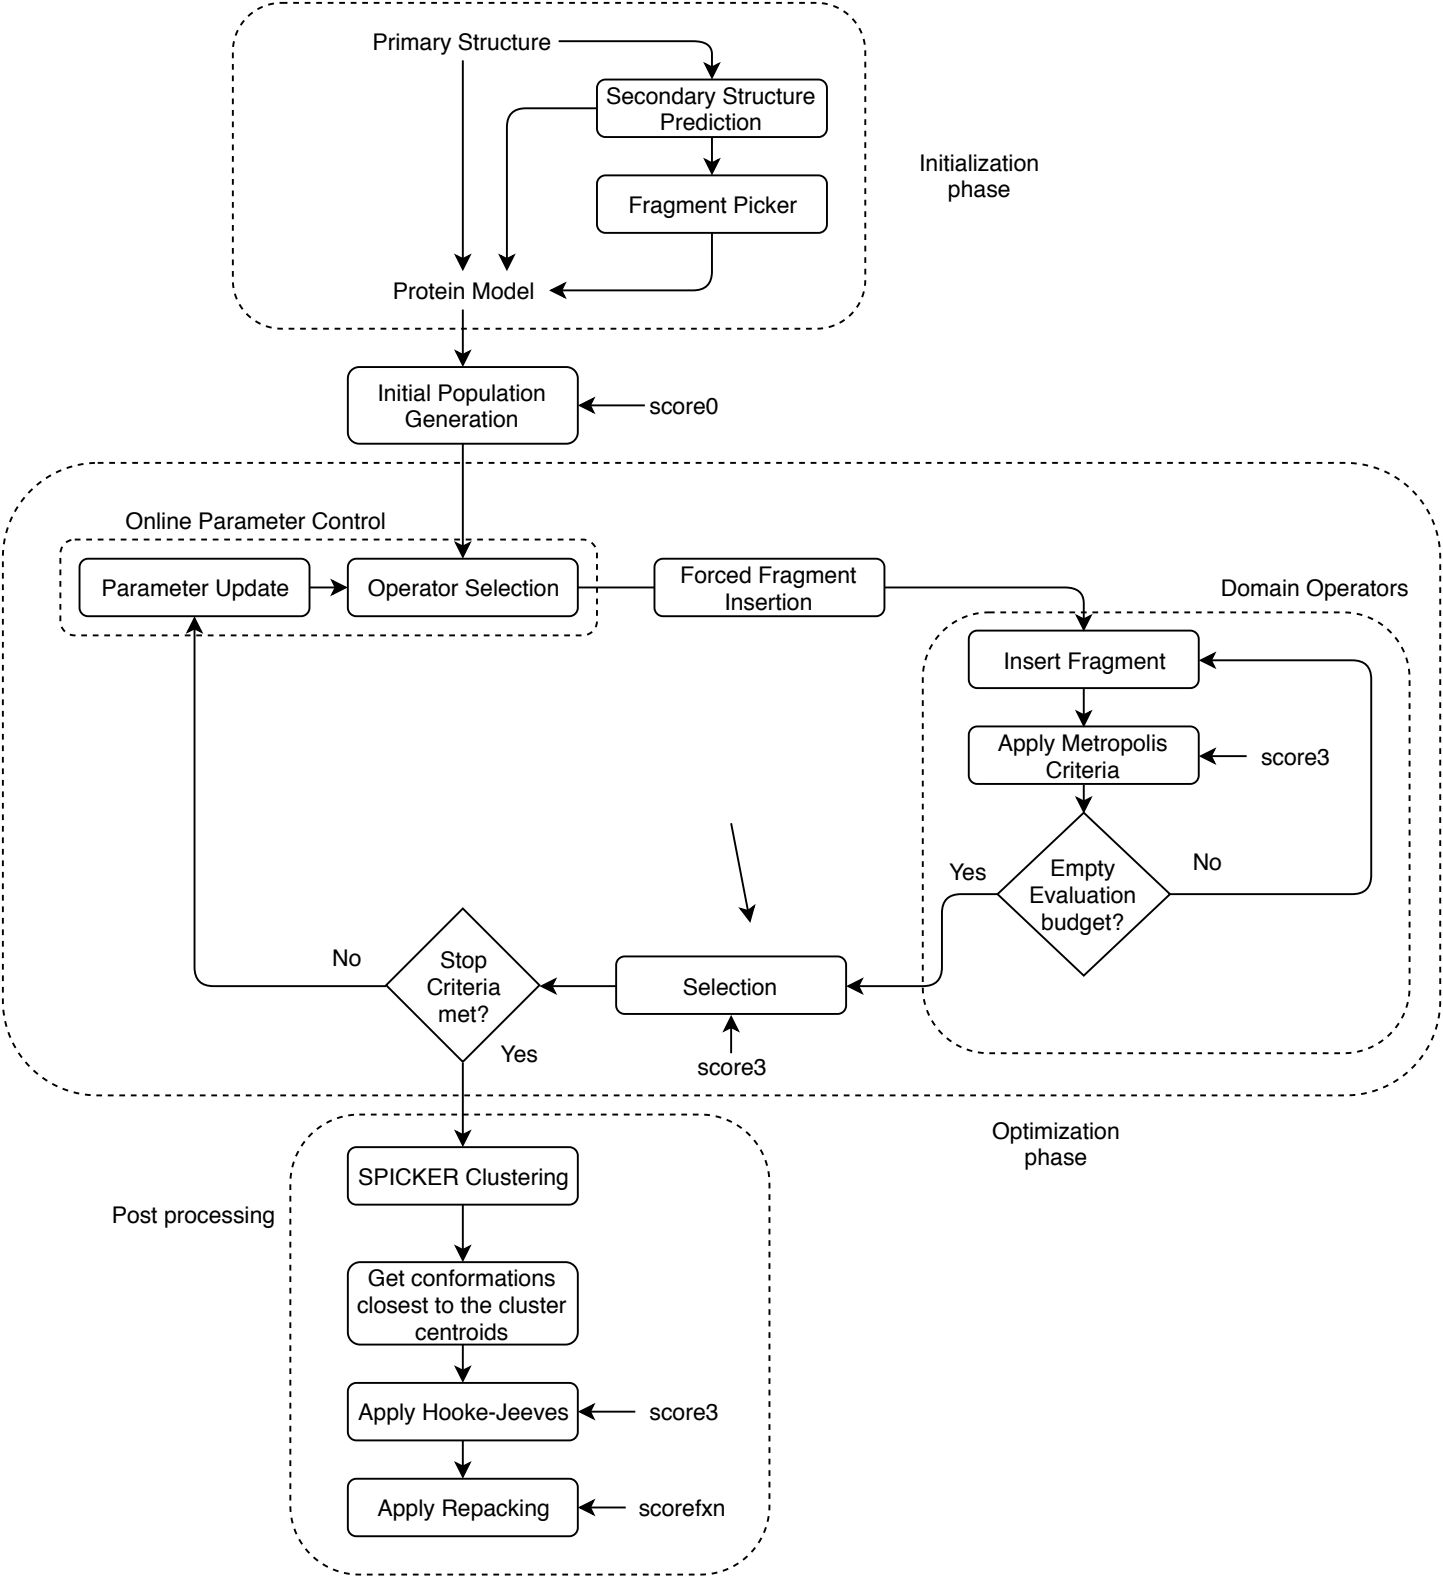 Primary Structure
Secondary Structure
Prediction
Initialization
phase
Fragment Picker
Protein Model
Initial Population
Generation
score0
Online Parameter Control
Parameter Update
Operator Selection
Forced Fragment
Insertion
Domain Operators
Insert Fragment
Apply Metropolis
Criteria
score3
Empty
Evaluation
budget?
Yes
No
Selection
score3
Stop
Criteria
met?
No
Yes
Optimization
phase
SPICKER Clustering
Post processing
Get conformations
closest to the cluster
centroids
Apply Hooke-Jeeves
score3
Apply Repacking
scorefxn